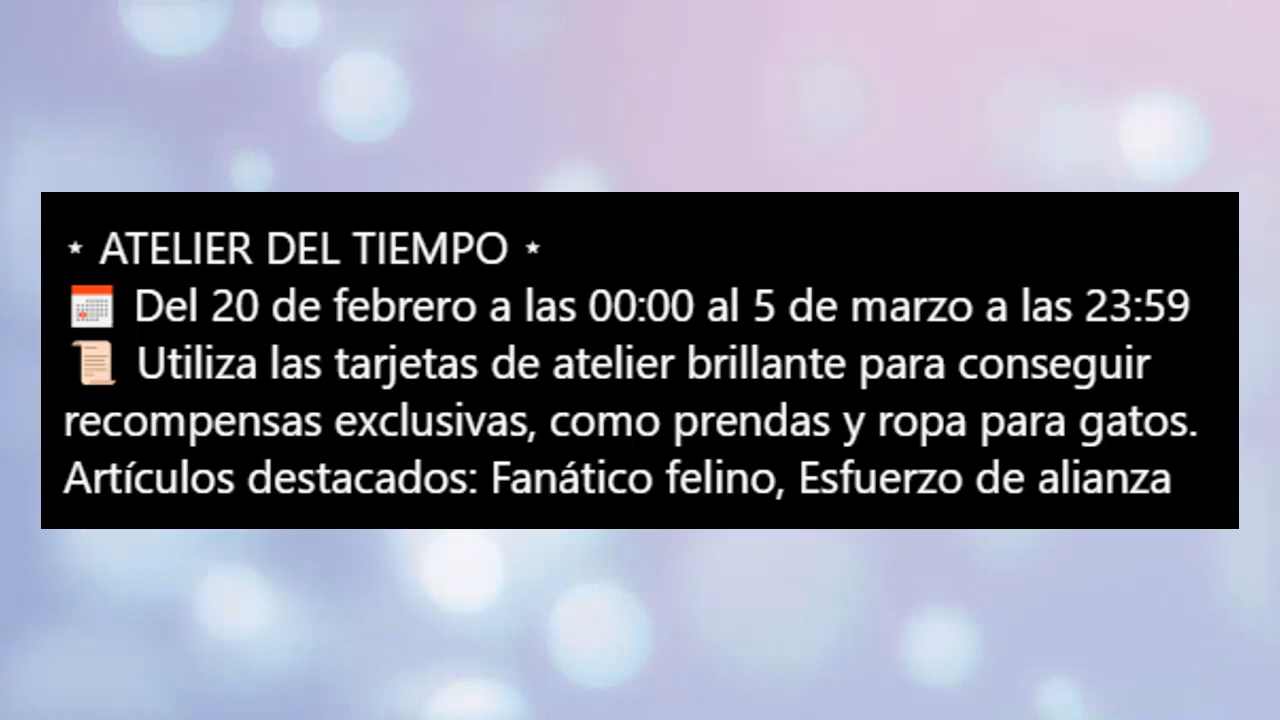 ⋆ ATELIER DEL TIEMPO ⋆
📅 Del 20 de febrero a las 00:00 al 5 de marzo a las 23:59
📜 Utiliza las tarjetas de atelier brillante para conseguir
recompensas exclusivas, como prendas y ropa para gatos.
Artículos destacados: Fanático felino, Esfuerzo de alianza